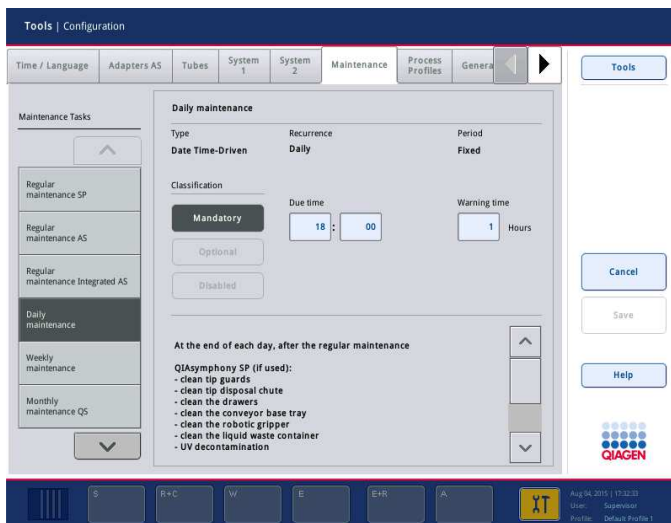 Tools | Configuration
Time / Language
Adapters AS
Tubes
System 1
System 2
Maintenance
Process Profiles
Genera
Tools
Maintenance Tasks
Regular maintenance SP
Regular maintenance AS
Regular maintenance Integrated AS
Daily maintenance
Weekly maintenance
Monthly maintenance QS
Daily maintenance
Type
Recurrence
Period
Date Time-Driven
Daily
Fixed
Classification
Mandatory
Optional
Disabled
Due time
18 : 00
Warning time
1 Hours
At the end of each day, after the regular maintenance
QIAsymphony SP (if used):
- clean tip guards
- clean tip disposal chute
- clean the drawers
- clean the conveyor base tray
- clean the robotic gripper
- clean the liquid waste container
- UV decontamination
Cancel
Save
Help
QIAGEN
S
R+C
W
E
E+R
A
Aug 04, 2015 | 17:32:33
User: Supervisor
Profile: Default Profile 1